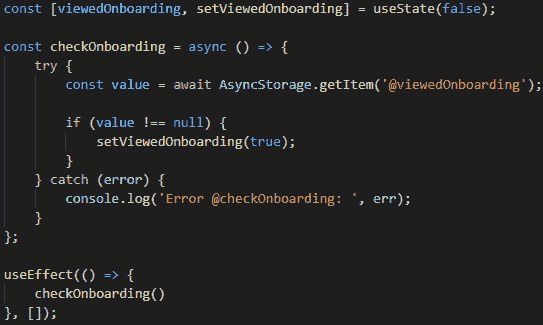 const [viewedOnboarding, setViewedOnboarding] = useState(false);

const checkOnboarding = async () => {
    try {
        const value = await AsyncStorage.getItem('@viewedOnboarding');

        if (value !== null) {
            setViewedOnboarding(true);
        }
    } catch (error) {
        console.log('Error @checkOnboarding: ', err);
    }
};

useEffect(() => {
    checkOnboarding()
}, []);